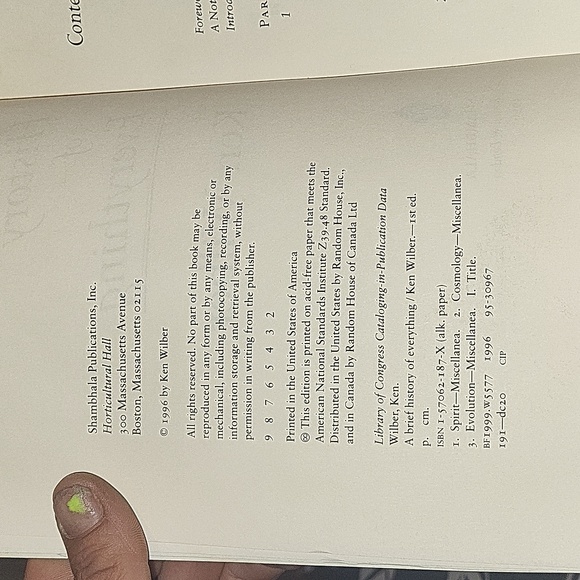 Shambhala Publications, Inc.
Horticultural Hall
300 Massachusetts Avenue
Boston, Massachusetts 02115
© 1996 by Ken Wilber
All rights reserved. No part of this book may be
reproduced in any form or by any means, electronic or
mechanical, including photocopying, recording, or by any
information storage and retrieval system, without
permission in writing from the publisher.
9 8 7 6 5 4 3 2
Printed in the United States of America
♾ This edition is printed on acid-free paper that meets the
American National Standards Institute Z39.48 Standard.
Distributed in the United States by Random House, Inc.,
and in Canada by Random House of Canada Ltd
Library of Congress Cataloging-in-Publication Data
Wilber, Ken.
A brief history of everything / Ken Wilber.—1st ed.
p. cm.
ISBN 1-57062-187-X (alk. paper)
1. Spirit—Miscellanea. 2. Cosmology—Miscellanea.
3. Evolution—Miscellanea. I. Title.
BF1999.W5577 1996 95-30967
191—dc20 CIP
Conte
Forew
A Not
Introd
PAR
1